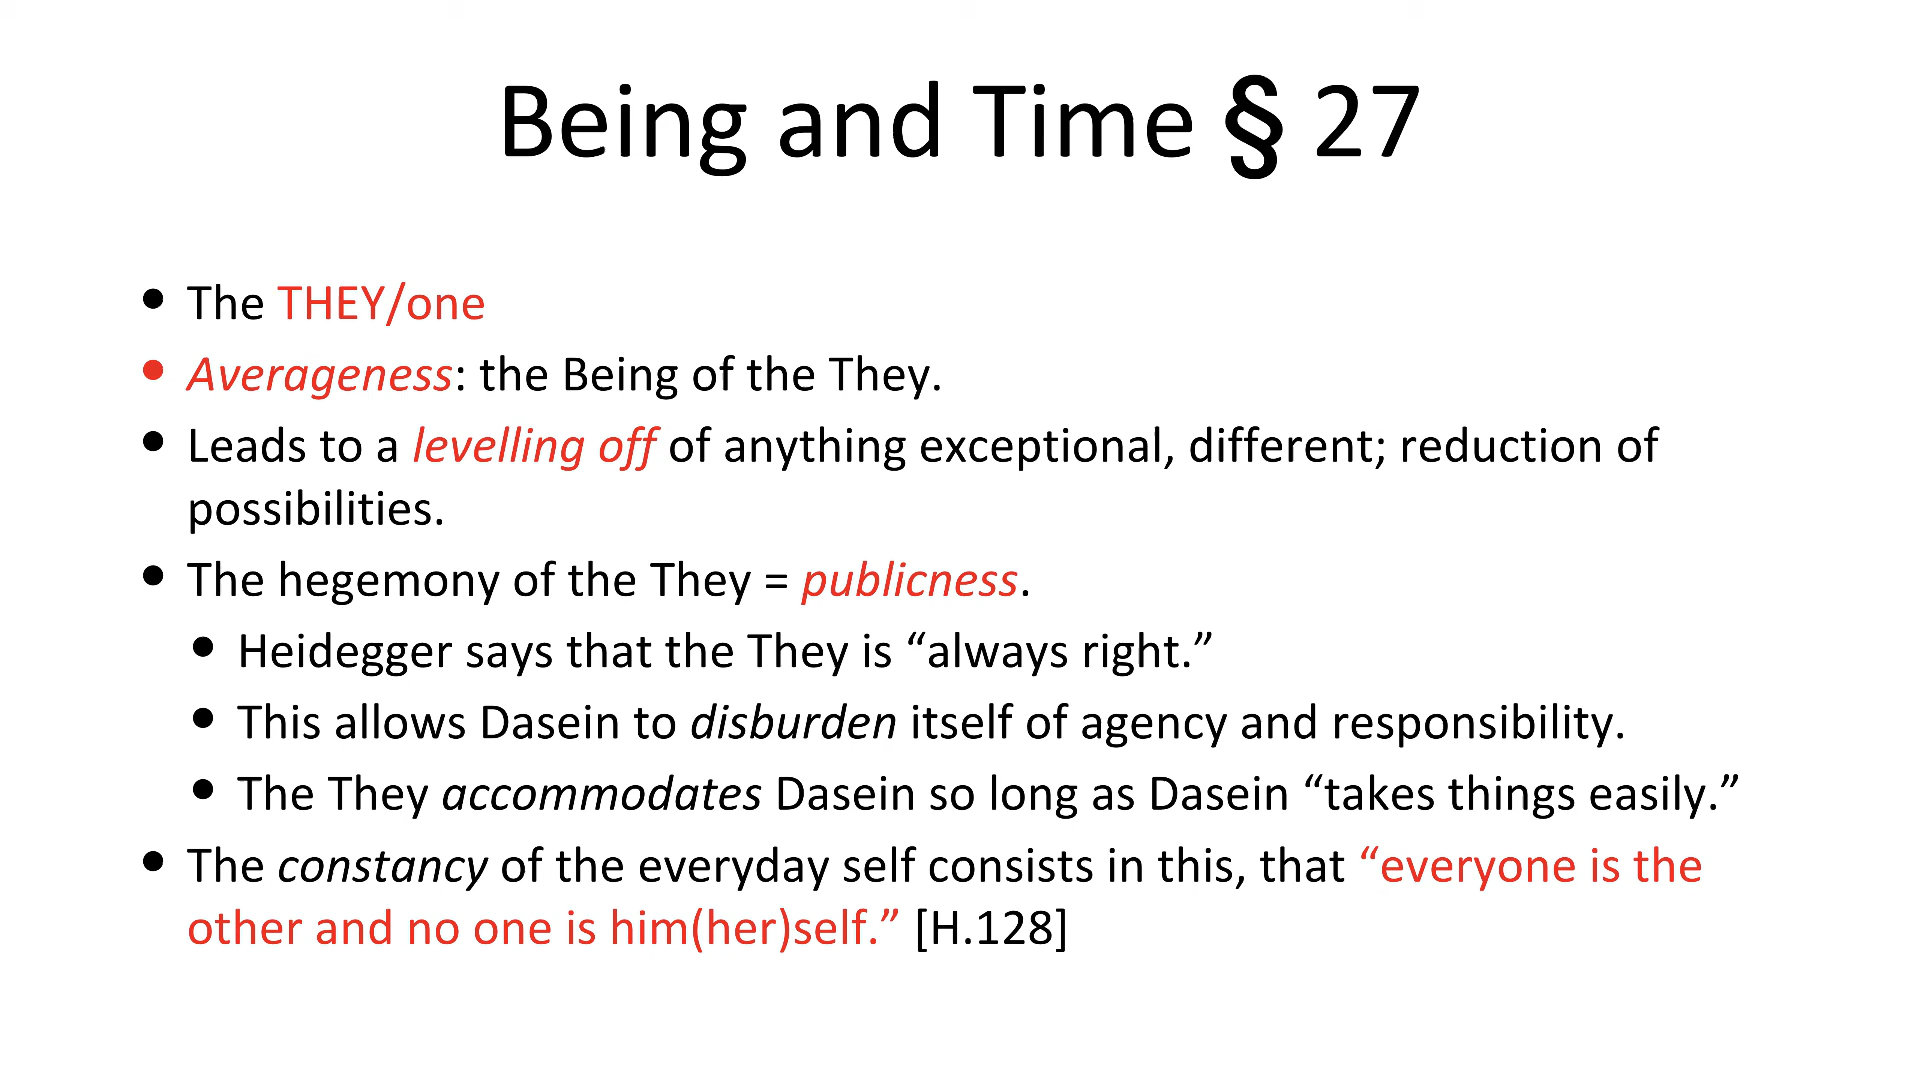 Being and Time § 27
• The THEY/one
• Averageness: the Being of the They.
• Leads to a levelling off of anything exceptional, different; reduction of
possibilities.
• The hegemony of the They = publicness.
• Heidegger says that the They is “always right.”
• This allows Dasein to disburden itself of agency and responsibility.
• The They accommodates Dasein so long as Dasein “takes things easily.”
• The constancy of the everyday self consists in this, that “everyone is the
other and no one is him(her)self.” [H.128]